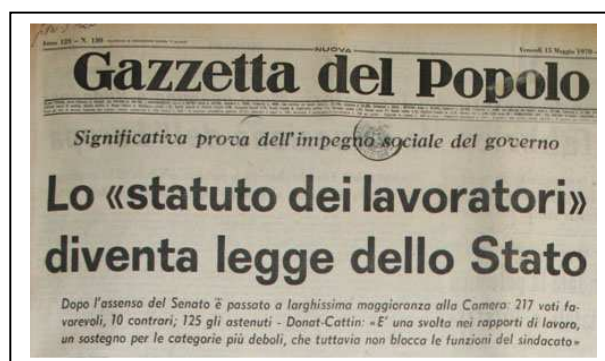 Anno 123 - N. 130
NUOVA
Venerdì 15 Maggio 1970
Gazzetta del Popolo
Significativa prova dell'impegno sociale del governo
Lo «statuto dei lavoratori»
diventa legge dello Stato
Dopo l'assenso del Senato è passato a larghissima maggioranza alla Camera: 217 voti fa-
vorevoli, 10 contrari; 125 gli astenuti - Donat-Cattin: «E' una svolta nei rapporti di lavoro,
un sostegno per le categorie più deboli, che tuttavia non blocca le funzioni del sindacato»